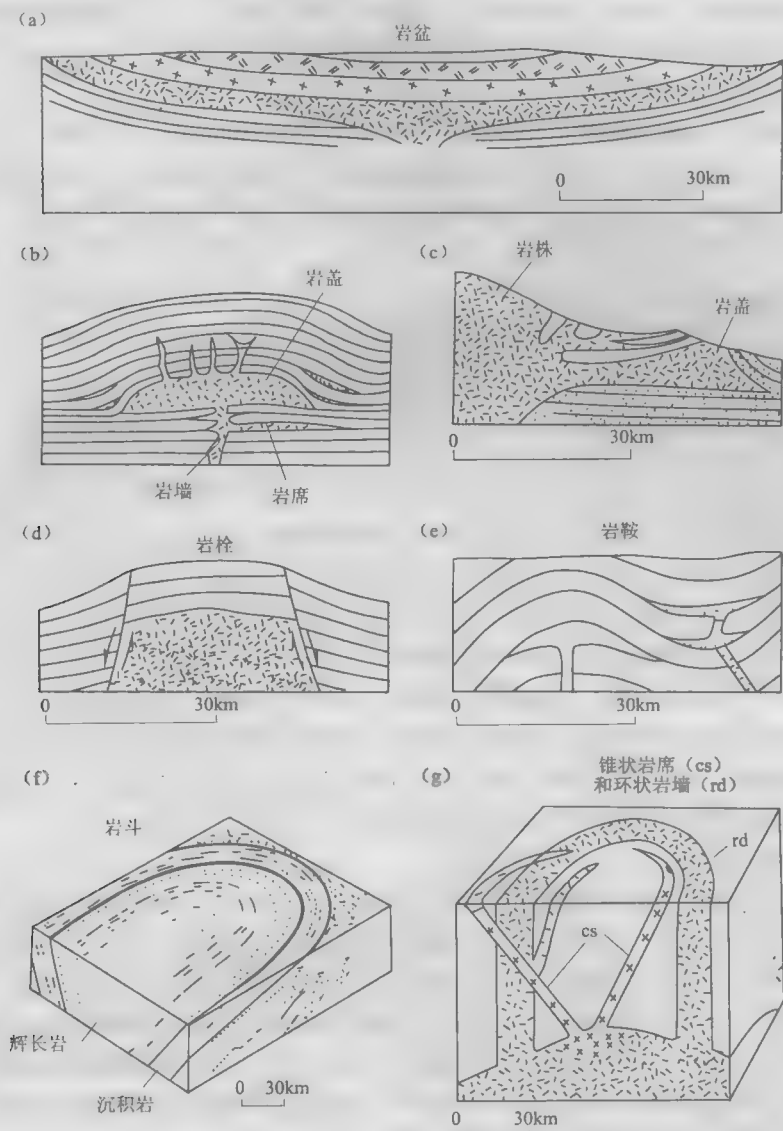 (a)
岩盆
0 30km
(b)
岩盖
岩墙 岩席
(c)
岩株
岩盖
0 30km
(d)
岩栓
0 30km
(e)
岩鞍
0 30km
(f)
岩斗
辉长岩
沉积岩
0 30km
(g)
锥状岩席(cs)
和环状岩墙(rd)
rd
cs
0 30km